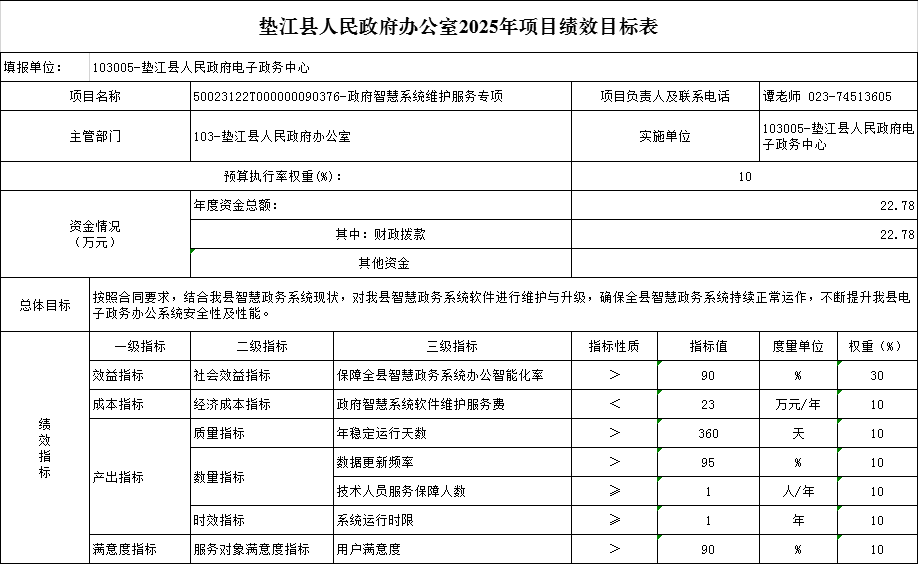 垫江县人民政府办公室2025年项目绩效目标表
填报单位： 103005-垫江县人民政府电子政务中心
项目名称 50023122T000000090376-政府智慧系统维护服务专项 项目负责人及联系电话 谭老师 023-74513605
主管部门 103-垫江县人民政府办公室 实施单位 103005-垫江县人民政府电
子政务中心
预算执行率权重(%)： 10
资金情况
（万元）
年度资金总额： 22.78
其中：财政拨款 22.78
其他资金
总体目标
按照合同要求，结合我县智慧政务系统现状，对我县智慧政务系统软件进行维护与升级，确保全县智慧政务系统持续正常运作，不断提升我县电
子政务办公系统安全性及性能。
绩
效
指
标
一级指标 二级指标 三级指标 指标性质 指标值 度量单位 权重（%）
效益指标 社会效益指标 保障全县智慧政务系统办公智能化率 ＞ 90 % 30
成本指标 经济成本指标 政府智慧系统软件维护服务费 ＜ 23 万元/年 10
产出指标 质量指标 年稳定运行天数 ＞ 360 天 10
数量指标 数据更新频率 ＞ 95 % 10
技术人员服务保障人数 ≥ 1 人/年 10
时效指标 系统运行时限 ≥ 1 年 10
满意度指标 服务对象满意度指标 用户满意度 ＞ 90 % 10